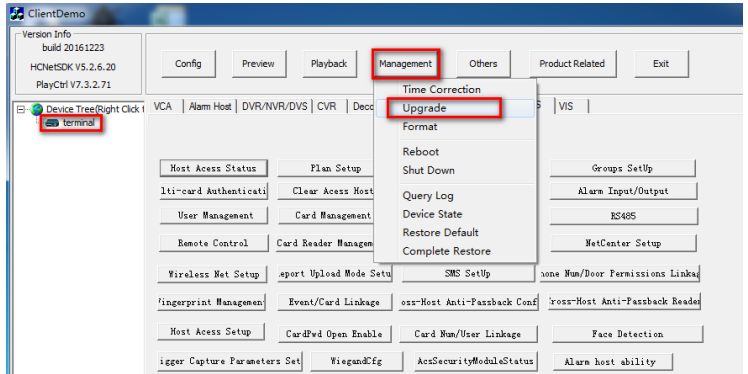 ClientDemo
Version Info
build 20161223
HCNetSDK V5.2.6.20
PlayCtrl V7.3.2.71
Config Preview Playback Management Others Product Related Exit
Time Correction
Upgrade
Format
Reboot
Shut Down
Query Log
Device State
Restore Default
Complete Restore
Device Tree(Right Click t
terminal
VCA Alarm Host DVR/NVR/DVS CVR Deco S VIS
Host Acess Status Plan Setup Groups SetUp
lti-card Authenticati Clear Acess Host Alarm Input/Output
User Management Card Management RS485
Remote Control Card Reader Managem NetCenter Setup
Wireless Net Setup eport Upload Mode Setu SMS SetUp hone Num/Door Permissions Linkag
Fingerprint Management Event/Card Linkage oss-Host Anti-Passback Conf Cross-Host Anti-Passback Reader
Host Acess Setup CardPwd Open Enable Card Num/User Linkage Face Detection
igger Capture Parameters Set WiegandCfg AcsSecurityModuleStatus Alarm host ability